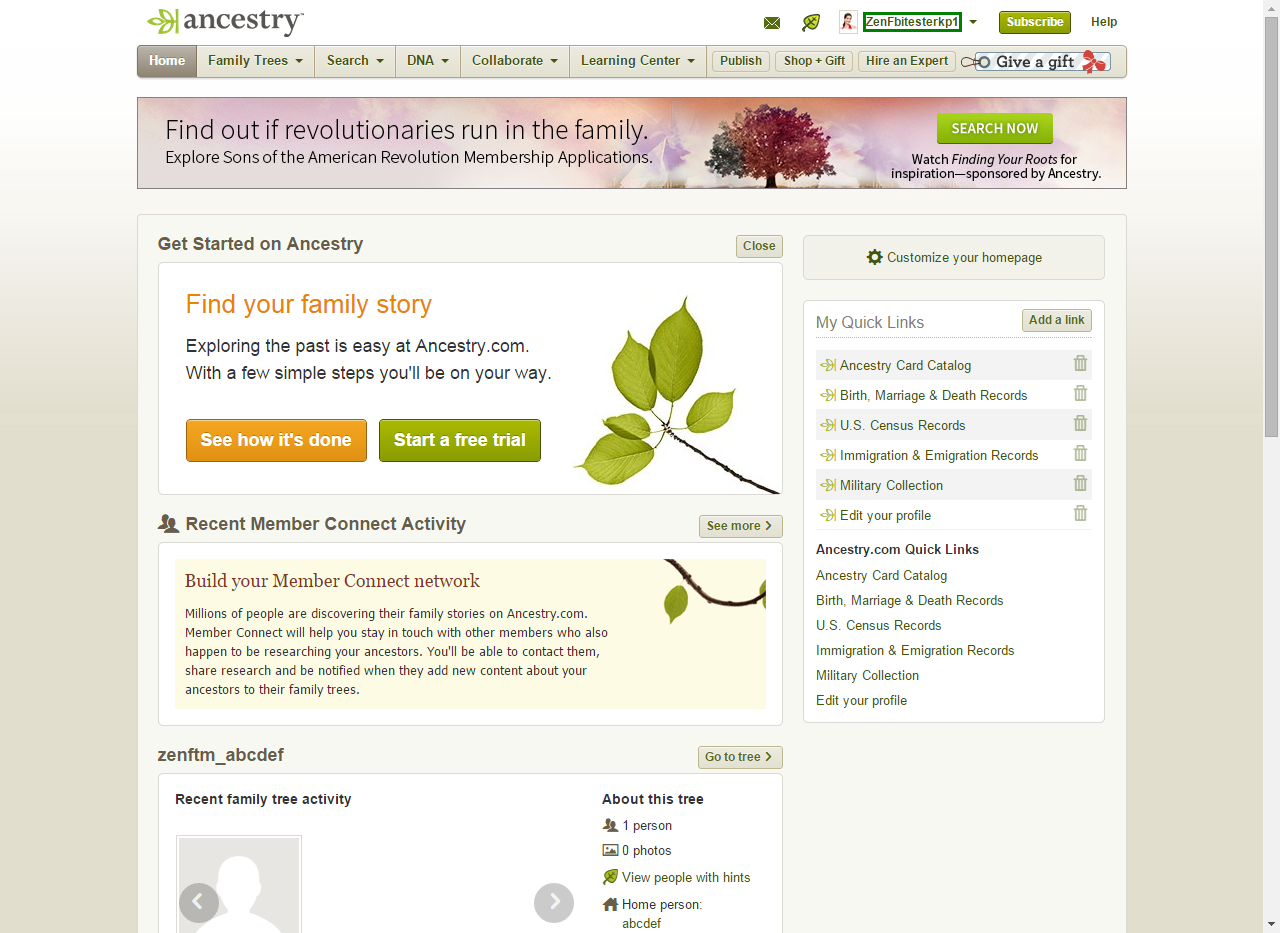 ancestry
ZenFbitesterkp1
Subscribe
Help
Home
Family Trees
Search
DNA
Collaborate
Learning Center
Publish
Shop + Gift
Hire an Expert
Give a gift
Find out if revolutionaries run in the family.
Explore Sons of the American Revolution Membership Applications.
SEARCH NOW
Watch Finding Your Roots for
inspiration—sponsored by Ancestry.
Get Started on Ancestry
Close
Find your family story
Exploring the past is easy at Ancestry.com.
With a few simple steps you'll be on your way.
See how it's done
Start a free trial
Recent Member Connect Activity
See more
Build your Member Connect network
Millions of people are discovering their family stories on Ancestry.com.
Member Connect will help you stay in touch with other members who also
happen to be researching your ancestors. You'll be able to contact them,
share research and be notified when they add new content about your
ancestors to their family trees.
zenftm_abcdef
Go to tree
Recent family tree activity
About this tree
1 person
0 photos
View people with hints
Home person:
abcdef
Customize your homepage
My Quick Links
Add a link
Ancestry Card Catalog
Birth, Marriage & Death Records
U.S. Census Records
Immigration & Emigration Records
Military Collection
Edit your profile
Ancestry.com Quick Links
Ancestry Card Catalog
Birth, Marriage & Death Records
U.S. Census Records
Immigration & Emigration Records
Military Collection
Edit your profile